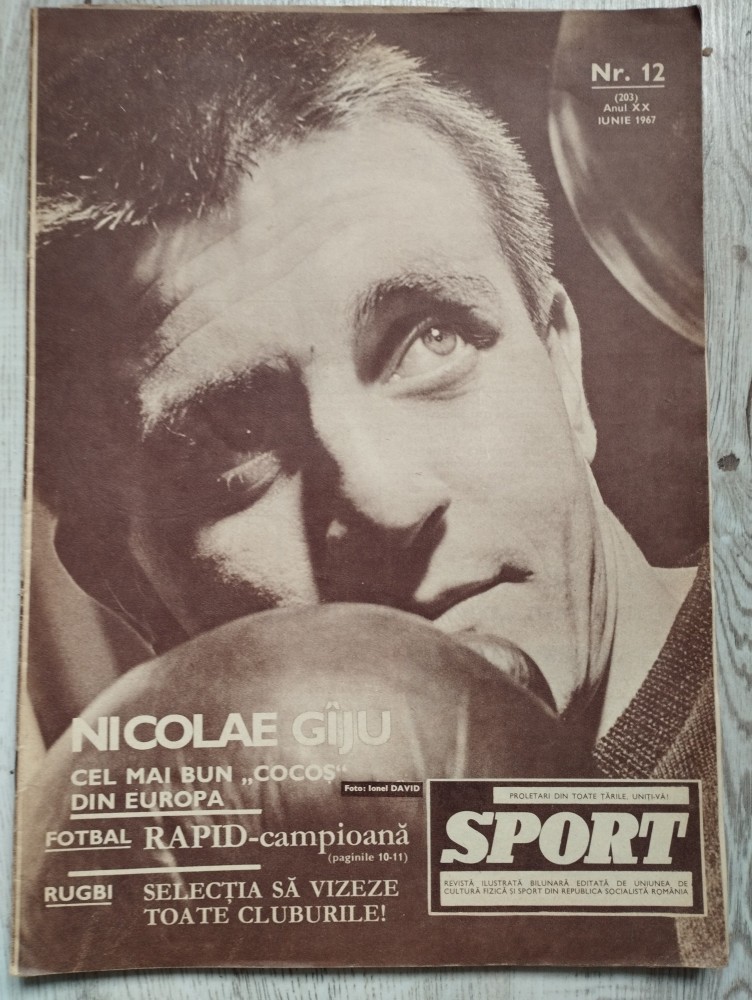 Nr. 12
(203)
Anul XX
IUNIE 1967
NICOLAE GÎJU
CEL MAI BUN „COCOȘ“
DIN EUROPA
Foto: Ionel DAVID
FOTBAL RAPID-campioană
(paginile 10-11)
RUGBI SELECȚIA SĂ VIZEZE
TOATE CLUBURILE!
PROLETARI DIN TOATE ȚĂRILE, UNIȚI-VĂ!
SPORT
REVISTĂ ILUSTRATĂ BILUNARĂ EDITATĂ DE UNIUNEA DE
CULTURĂ FIZICĂ ȘI SPORT DIN REPUBLICA SOCIALISTĂ ROMÂNIA